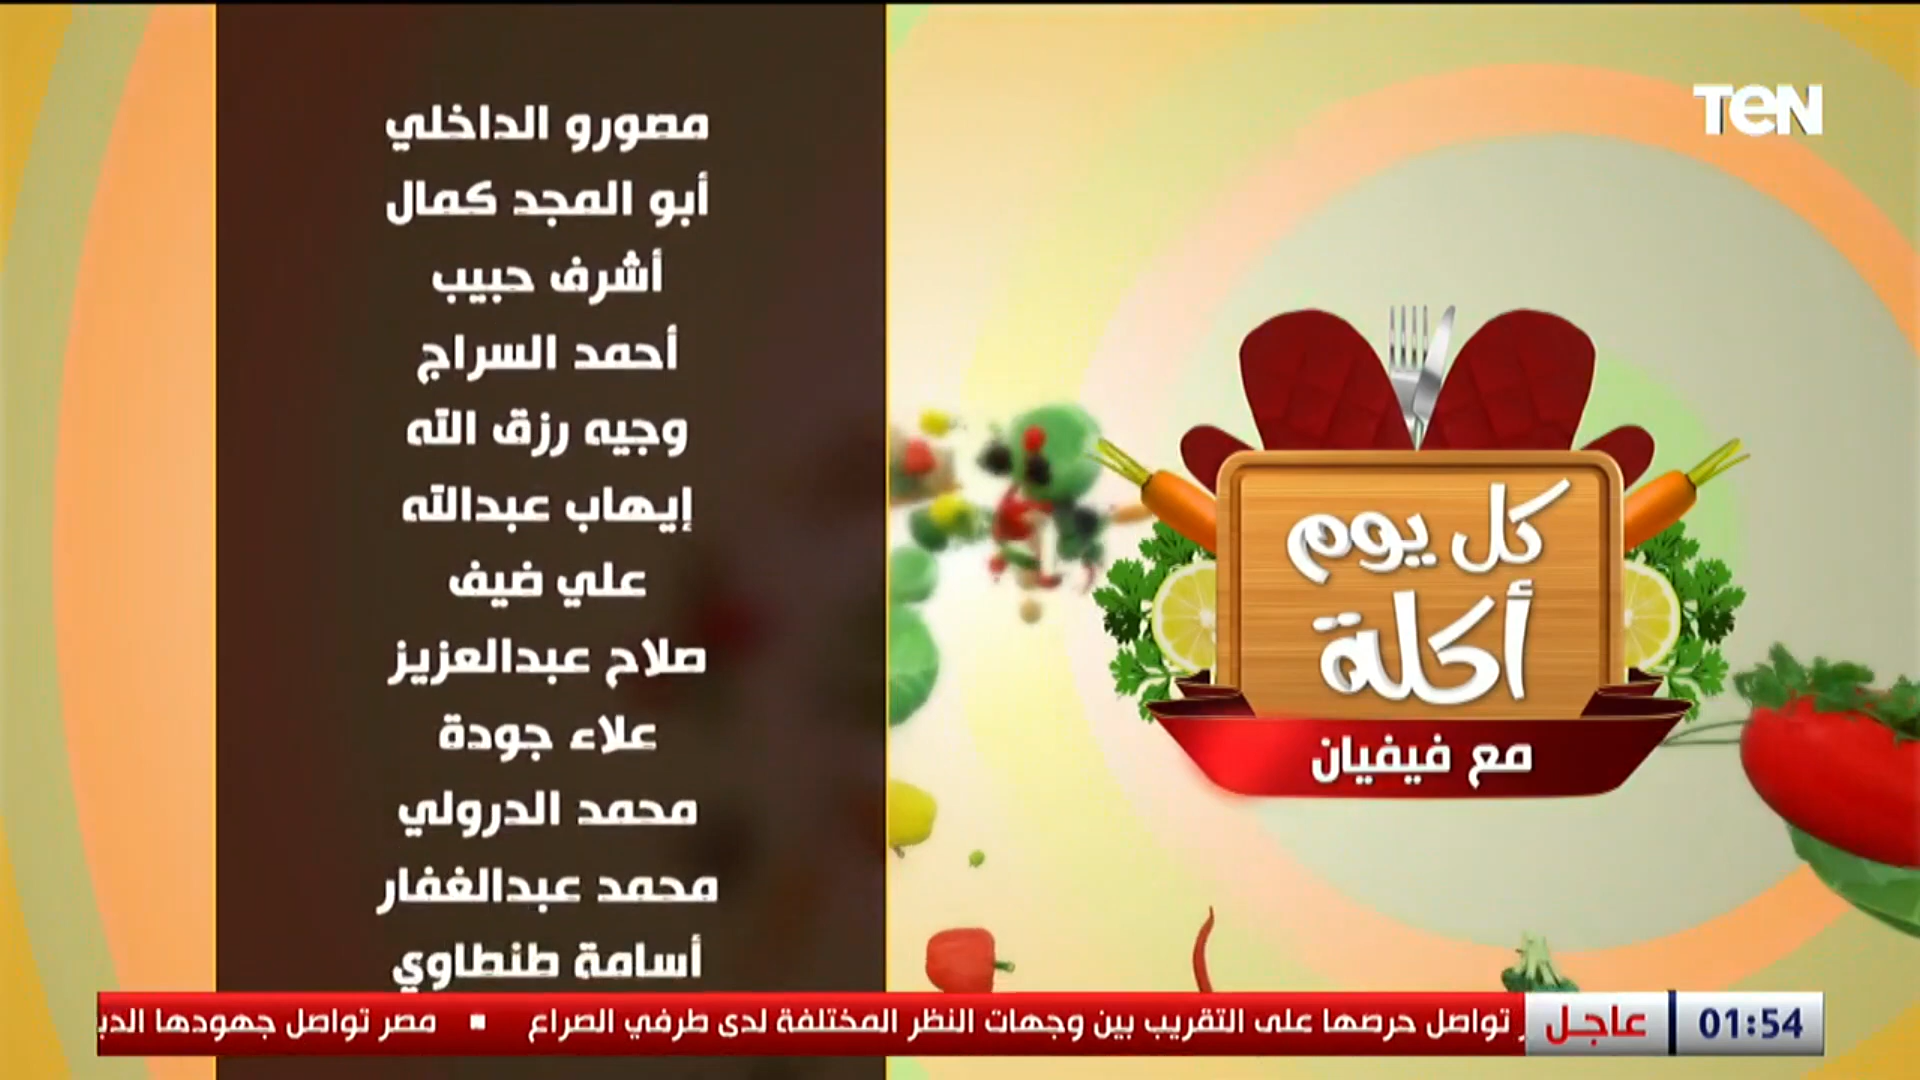 TEN
مصورو الداخلي
أبو المجد كمال
أشرف حبيب
أحمد السراج
وجيه رزق الله
إيهاب عبدالله
علي ضيف
صلاح عبدالعزيز
علاء جودة
محمد الدرولي
محمد عبدالغفار
أسامة طنطاوي
كل يوم
أكلة
مع فيفيان
01:54 عاجل تواصل حرصها على التقريب بين وجهات النظر المختلفة لدى طرفي الصراع ■ مصر تواصل جهودها